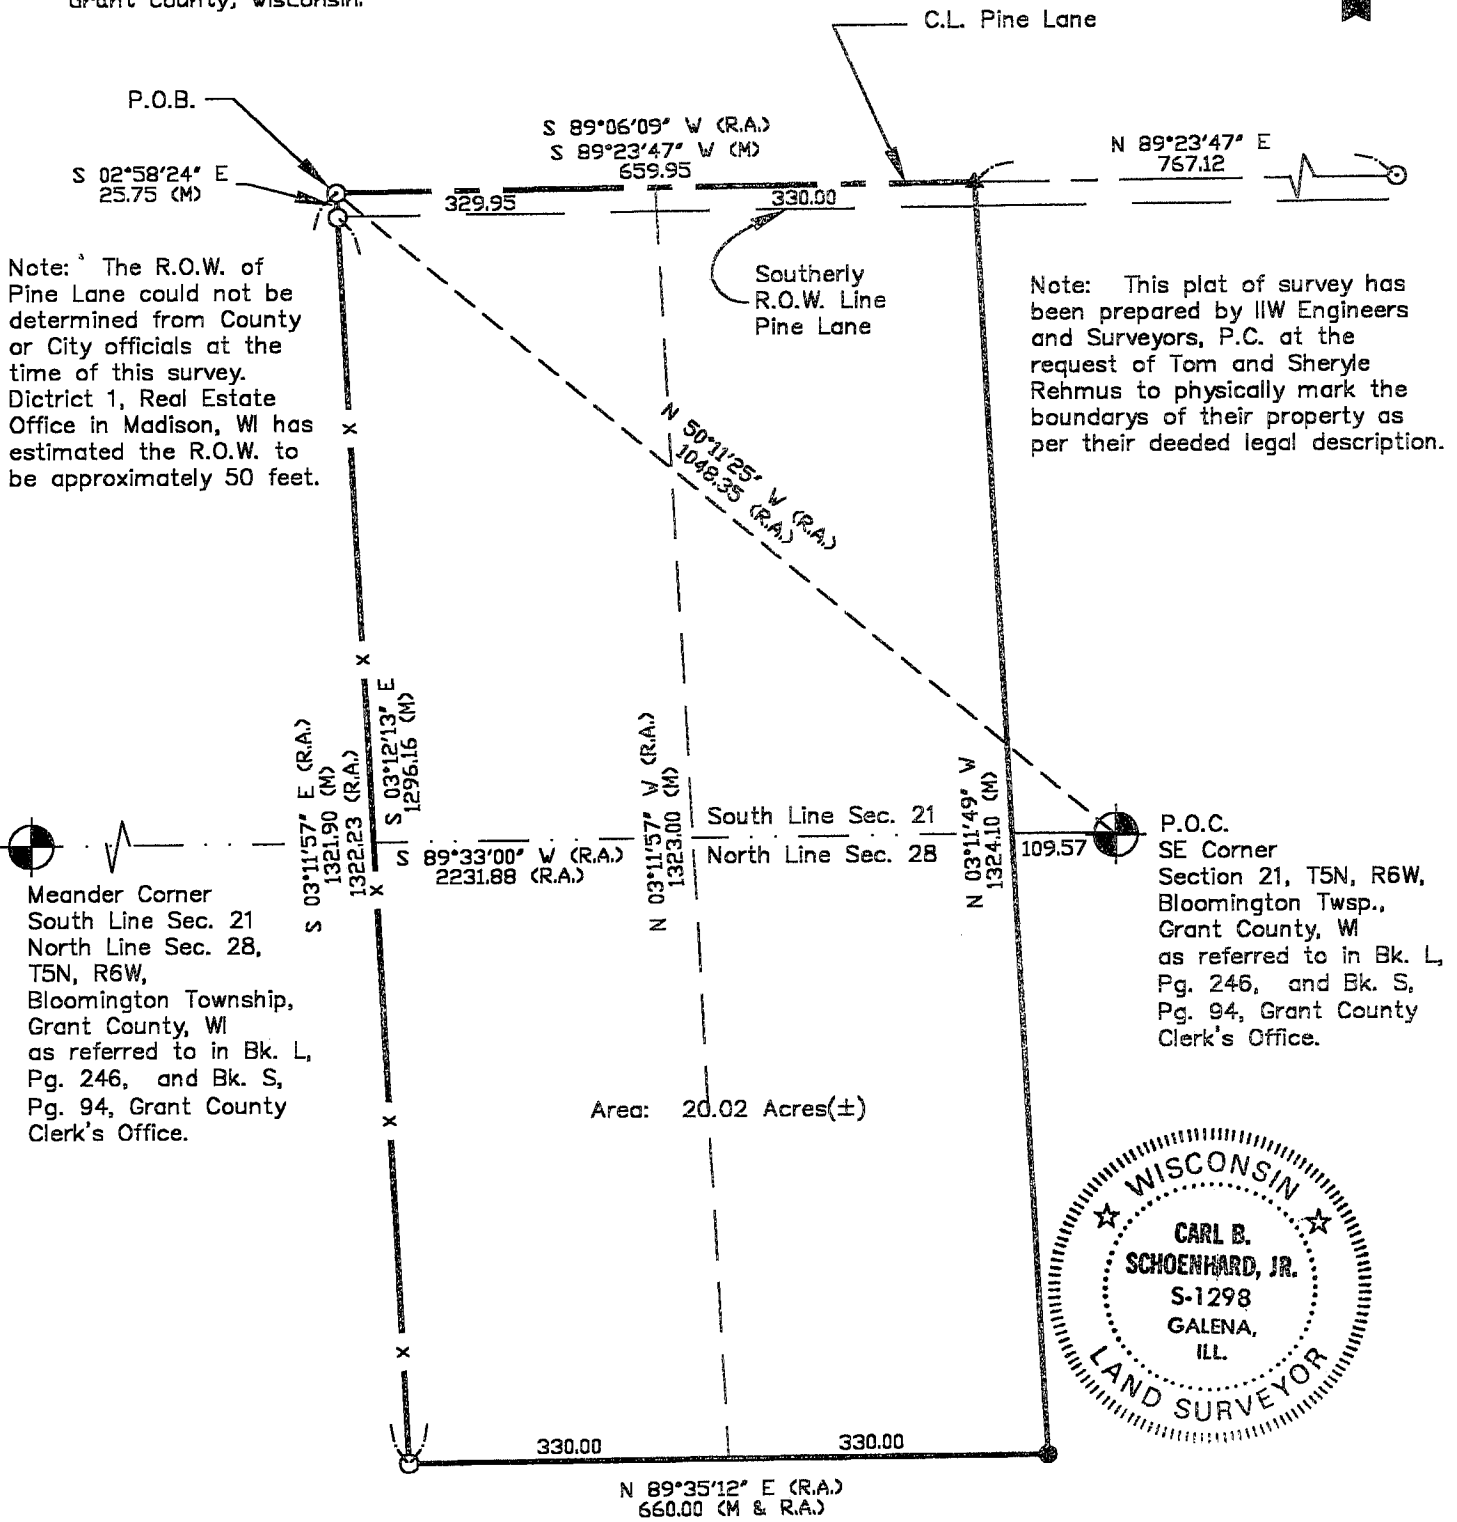 Grant County, Wisconsin.
C.L. Pine Lane
P.O.B.
S 89°06'09" W (R.A.)
S 89°23'47" W (M)
659.95
N 89°23'47" E
767.12
S 02°58'24" E
25.75 (M)
329.95
330.00
Southerly
R.O.W. Line
Pine Lane
Note: The R.O.W. of
Pine Lane could not be
determined from County
or City officials at the
time of this survey.
Dictrict 1, Real Estate
Office in Madison, WI has
estimated the R.O.W. to
be approximately 50 feet.
Note: This plat of survey has
been prepared by IIW Engineers
and Surveyors, P.C. at the
request of Tom and Sheryle
Rehmus to physically mark the
boundarys of their property as
per their deeded legal description.
N 50°11'25" W (R.A.)
1048.35 (R.A.)
X
X
S 03°11'57" E (R.A.)
1321.90 (M)
1322.23 (R.A.)
S 03°12'13" E
1296.16 (M)
N 03°11'57" W (R.A.)
1323.00 (M)
N 03°11'49" W
1324.10 (M)
South Line Sec. 21
North Line Sec. 28
S 89°33'00" W (R.A.)
2231.88 (R.A.)
109.57
P.O.C.
SE Corner
Section 21, T5N, R6W,
Bloomington Twsp.,
Grant County, WI
as referred to in Bk. L,
Pg. 246, and Bk. S,
Pg. 94, Grant County
Clerk's Office.
Meander Corner
South Line Sec. 21
North Line Sec. 28,
T5N, R6W,
Bloomington Township,
Grant County, WI
as referred to in Bk. L,
Pg. 246, and Bk. S,
Pg. 94, Grant County
Clerk's Office.
X
X
X
Area: 20.02 Acres(±)
WISCONSIN
CARL B.
SCHOENHARD, JR.
S-1298
GALENA,
ILL.
LAND SURVEYOR
330.00
330.00
N 89°35'12" E (R.A.)
660.00 (M & R.A.)